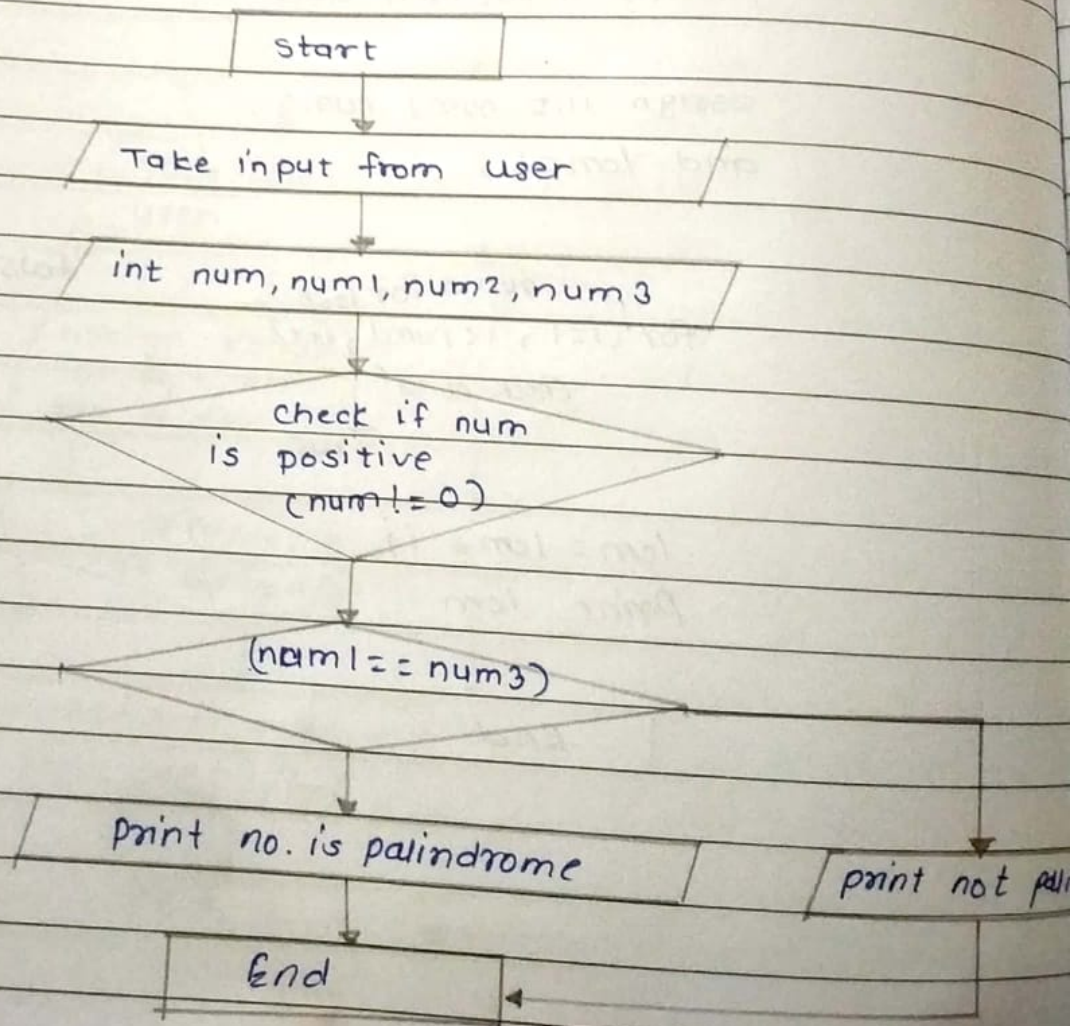 start
Take input from user
int num, num1, num2, num3
check if num
is positive
(num!=0)
(num1==num3)
print no. is palindrome
print not
End